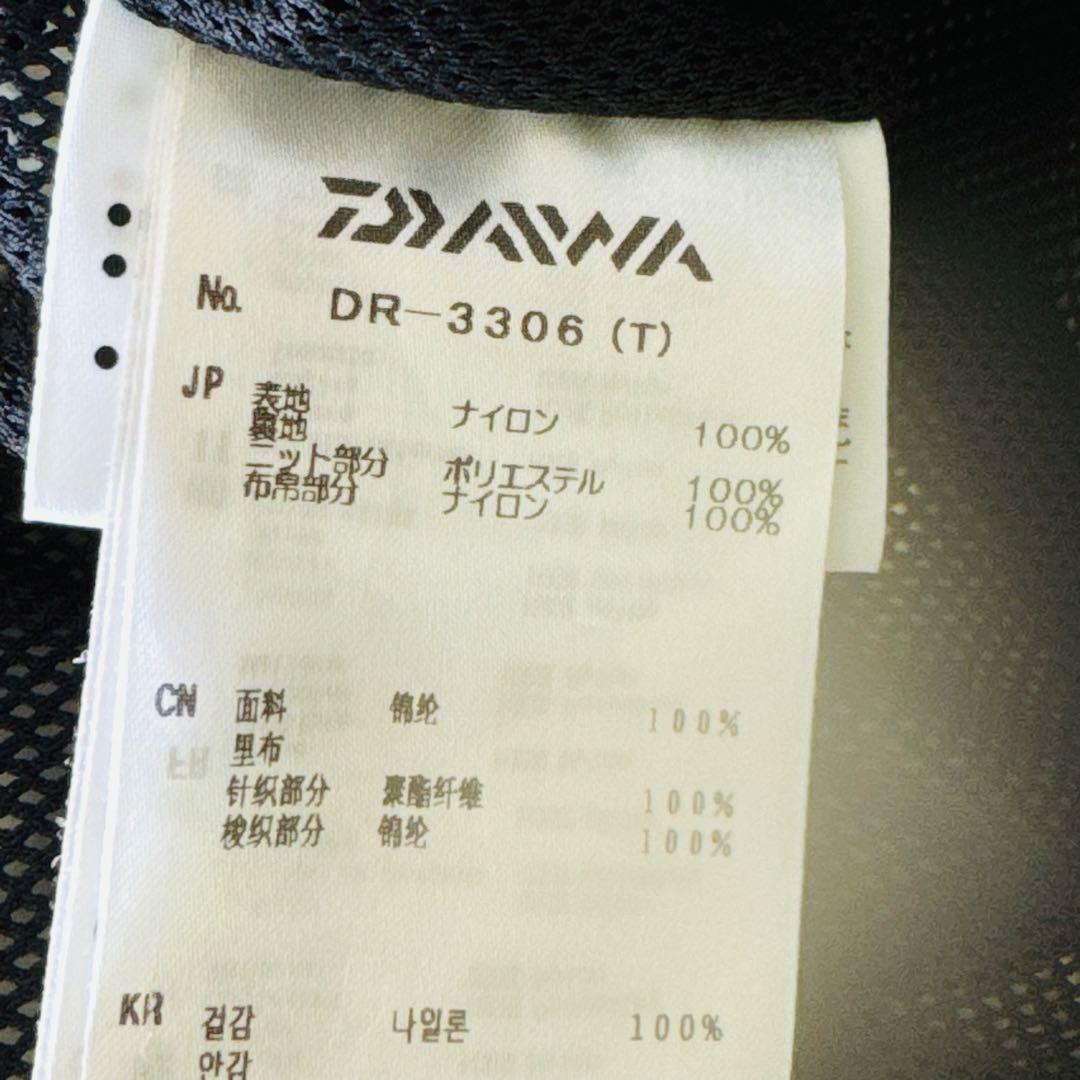 DAIWA
No. DR-3306 (T)
JP 表地 ナイロン 100%
裏地
ニット部分 ポリエステル 100%
布帛部分 ナイロン 100%
CN 面料 锦纶 100%
里布
针织部分 聚酯纤维 100%
梭织部分 锦纶 100%
KR 겉감 나일론 100%
안감